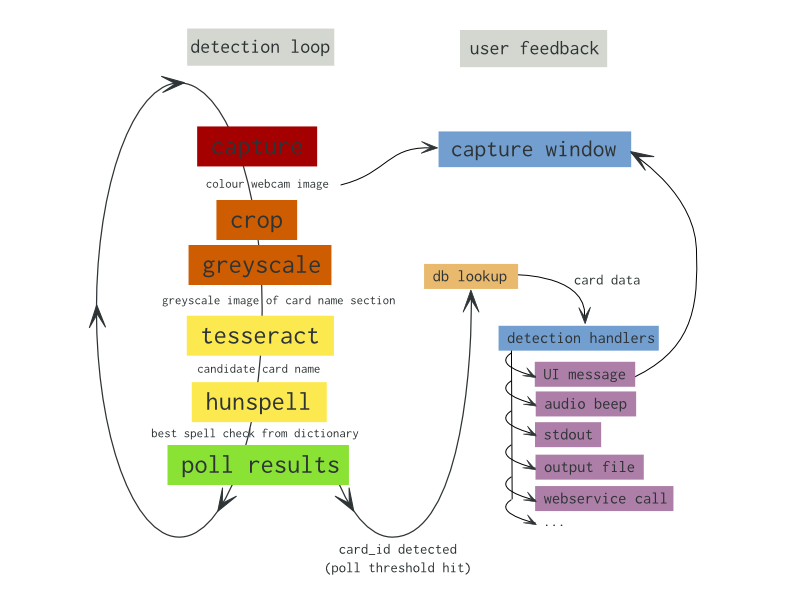 detection loop
user feedback
capture
capture window
colour webcam image
crop
greyscale
db lookup
card data
greyscale image of card name section
tesseract
detection handlers
candidate card name
UI message
hunspell
audio beep
best spell check from dictionary
stdout
poll results
output file
webservice call
...
card_id detected
(poll threshold hit)